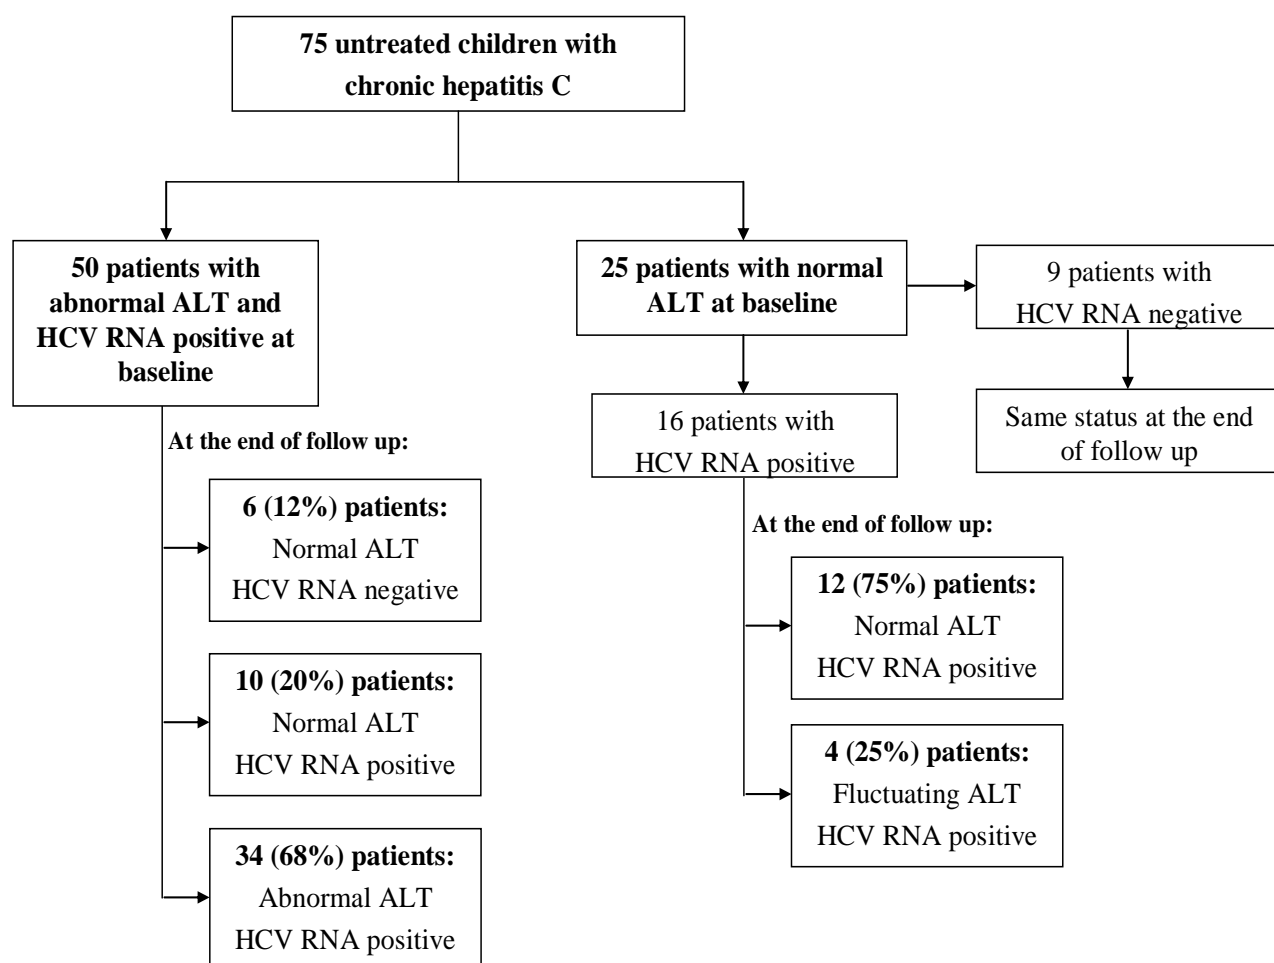 75 untreated children with
chronic hepatitis C
50 patients with
abnormal ALT and
HCV RNA positive at
baseline
25 patients with normal
ALT at baseline
9 patients with
HCV RNA negative
Same status at the end
of follow up
16 patients with
HCV RNA positive
At the end of follow up:
6 (12%) patients:
Normal ALT
HCV RNA negative
10 (20%) patients:
Normal ALT
HCV RNA positive
34 (68%) patients:
Abnormal ALT
HCV RNA positive
At the end of follow up:
12 (75%) patients:
Normal ALT
HCV RNA positive
4 (25%) patients:
Fluctuating ALT
HCV RNA positive